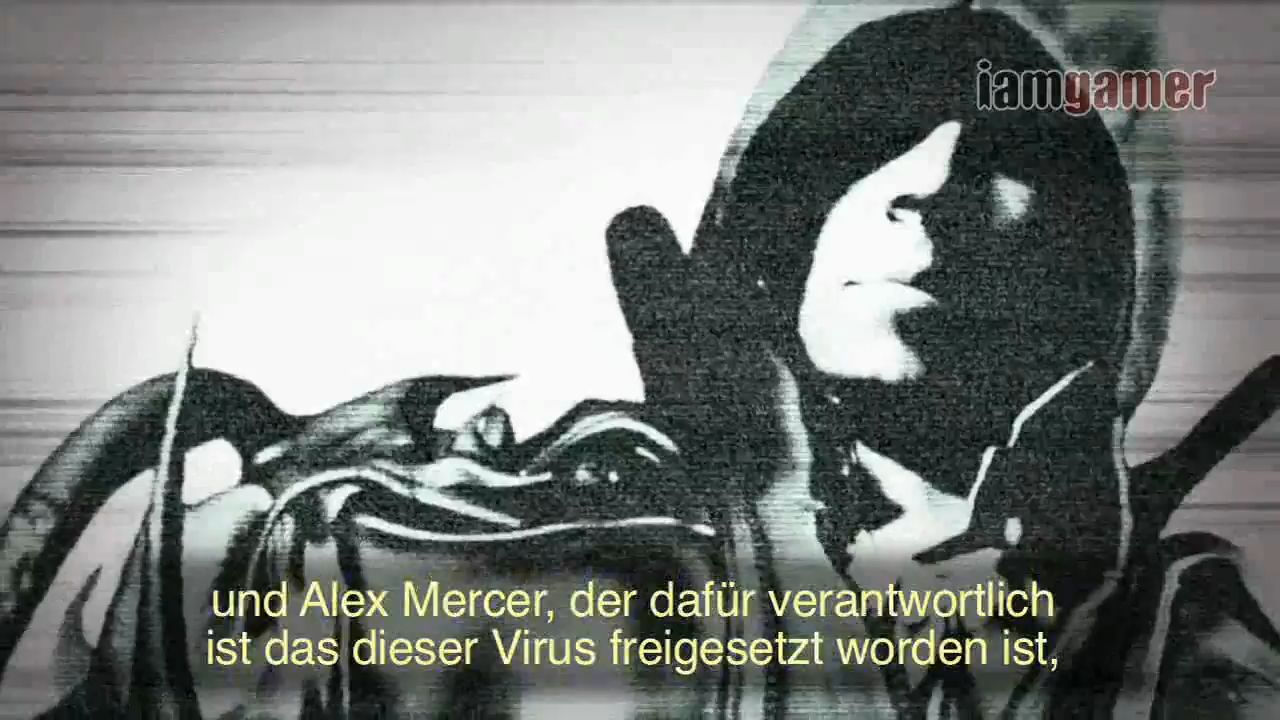 iamgamer
und Alex Mercer, der dafür verantwortlich
ist das dieser Virus freigesetzt worden ist,